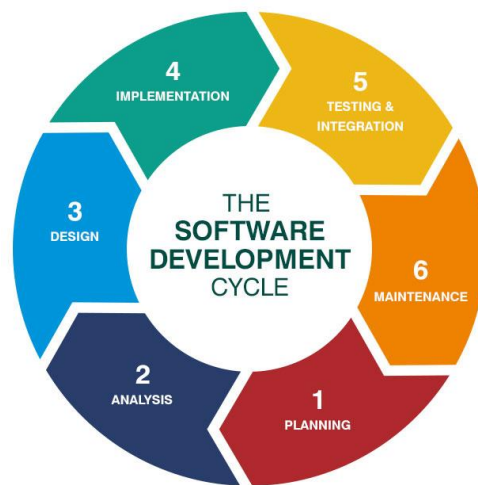 THE
SOFTWARE
DEVELOPMENT
CYCLE
1
PLANNING
2
ANALYSIS
3
DESIGN
4
IMPLEMENTATION
5
TESTING &
INTEGRATION
6
MAINTENANCE